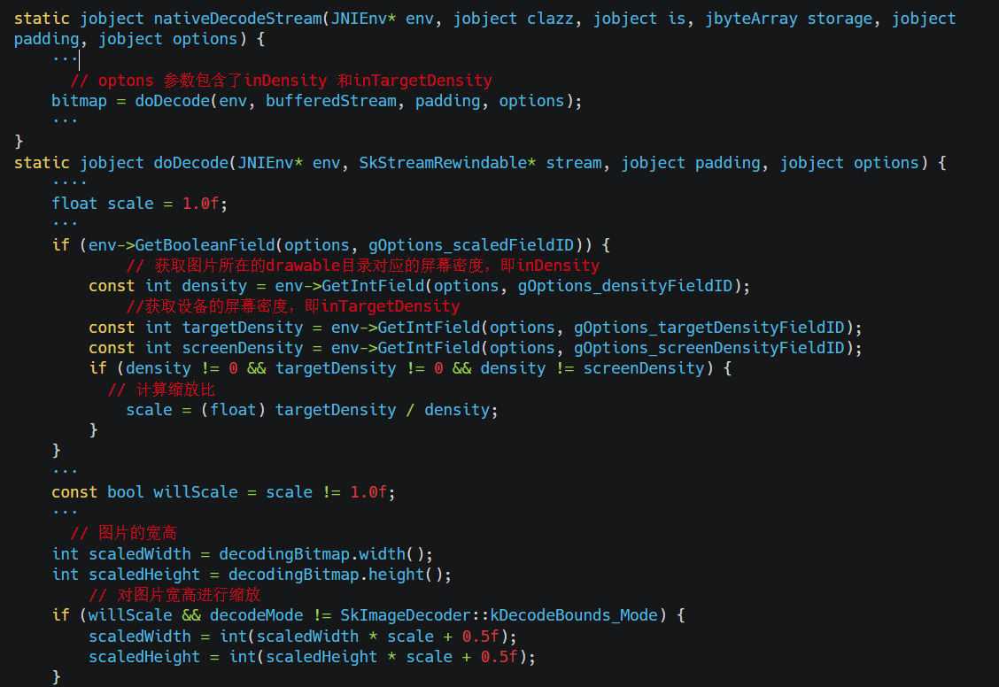 static jobject nativeDecodeStream(JNIEnv* env, jobject clazz, jobject is, jbyteArray storage, jobject
padding, jobject options) {
    ···
      // optons 参数包含了inDensity 和inTargetDensity
    bitmap = doDecode(env, bufferedStream, padding, options);
    ···
}
static jobject doDecode(JNIEnv* env, SkStreamRewindable* stream, jobject padding, jobject options) {
    ····
    float scale = 1.0f;
    ···
    if (env->GetBooleanField(options, gOptions_scaledFieldID)) {
            // 获取图片所在的drawable目录对应的屏幕密度，即inDensity
        const int density = env->GetIntField(options, gOptions_densityFieldID);
            //获取设备的屏幕密度，即inTargetDensity
        const int targetDensity = env->GetIntField(options, gOptions_targetDensityFieldID);
        const int screenDensity = env->GetIntField(options, gOptions_screenDensityFieldID);
        if (density != 0 && targetDensity != 0 && density != screenDensity) {
          // 计算缩放比
            scale = (float) targetDensity / density;
        }
    }
    ···
    const bool willScale = scale != 1.0f;
    ···
      // 图片的宽高
    int scaledWidth = decodingBitmap.width();
    int scaledHeight = decodingBitmap.height();
        // 对图片宽高进行缩放
    if (willScale && decodeMode != SkImageDecoder::kDecodeBounds_Mode) {
        scaledWidth = int(scaledWidth * scale + 0.5f);
        scaledHeight = int(scaledHeight * scale + 0.5f);
    }